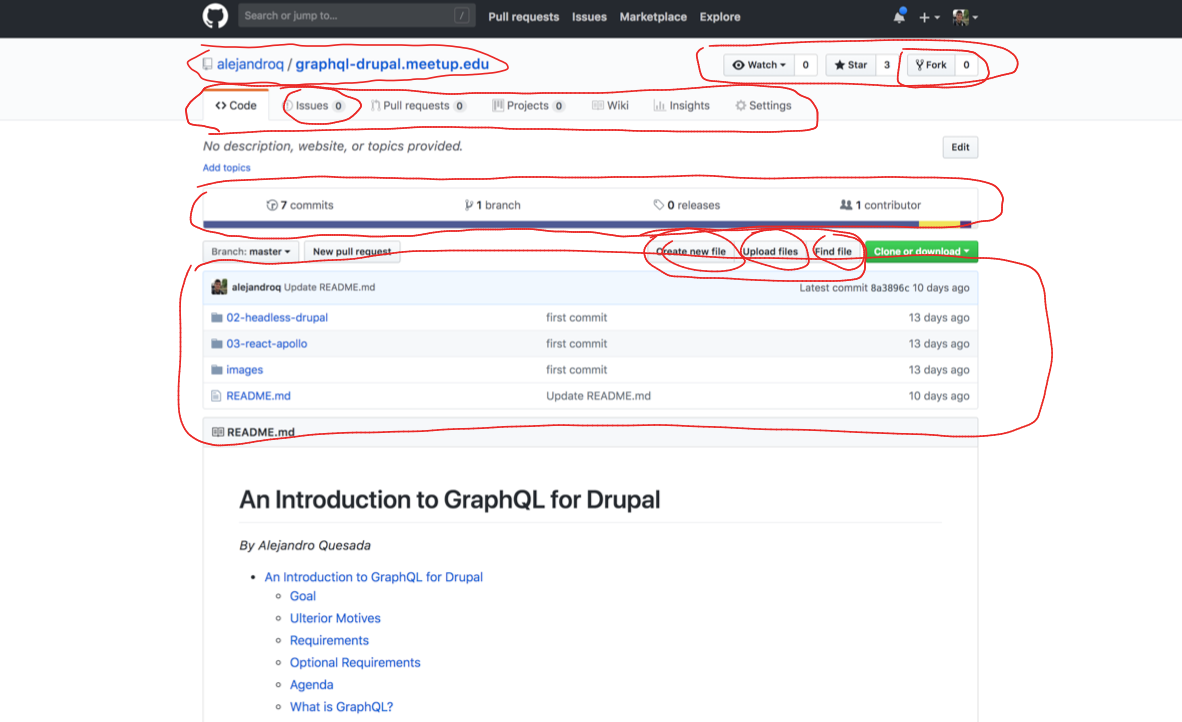 Search or jump to... / Pull requests Issues Marketplace Explore
alejandroq / graphql-drupal.meetup.edu Watch 0 Star 3 Fork 0
Code Issues 0 Pull requests 0 Projects 0 Wiki Insights Settings
No description, website, or topics provided. Edit
Add topics
7 commits 1 branch 0 releases 1 contributor
Branch: master New pull request Create new file Upload files Find file Clone or download
alejandroq Update README.md Latest commit 8a3896c 10 days ago
02-headless-drupal first commit 13 days ago
03-react-apollo first commit 13 days ago
images first commit 13 days ago
README.md Update README.md 10 days ago
README.md
An Introduction to GraphQL for Drupal
By Alejandro Quesada
An Introduction to GraphQL for Drupal
Goal
Ulterior Motives
Requirements
Optional Requirements
Agenda
What is GraphQL?